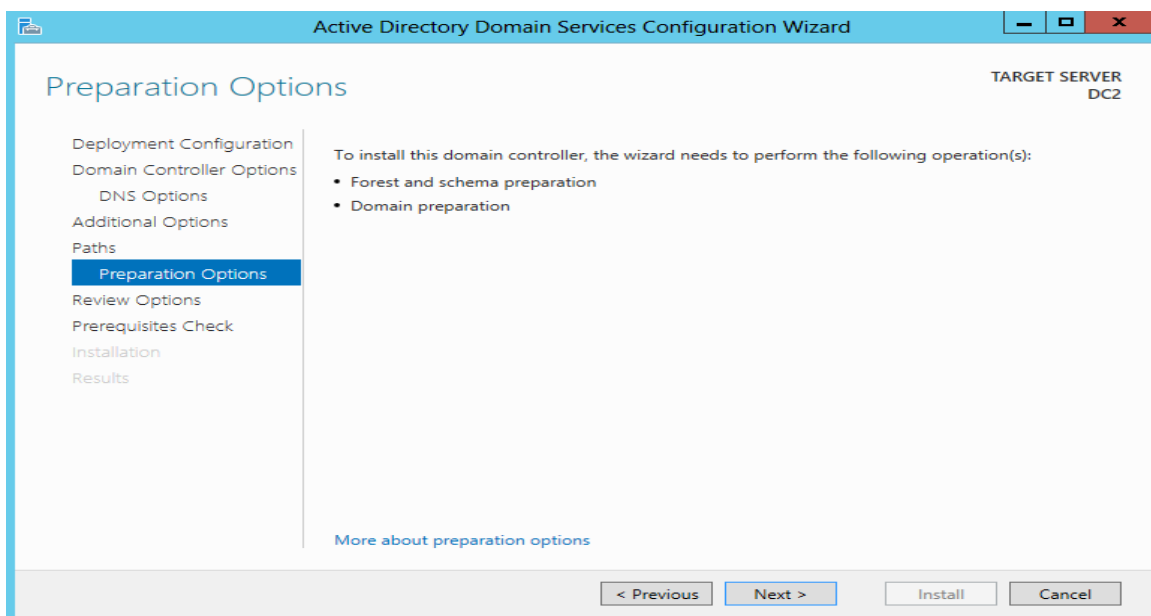 Active Directory Domain Services Configuration Wizard
Preparation Options
TARGET SERVER
DC2
Deployment Configuration
Domain Controller Options
DNS Options
Additional Options
Paths
Preparation Options
Review Options
Prerequisites Check
Installation
Results
To install this domain controller, the wizard needs to perform the following operation(s):
• Forest and schema preparation
• Domain preparation
More about preparation options
< Previous
Next >
Install
Cancel